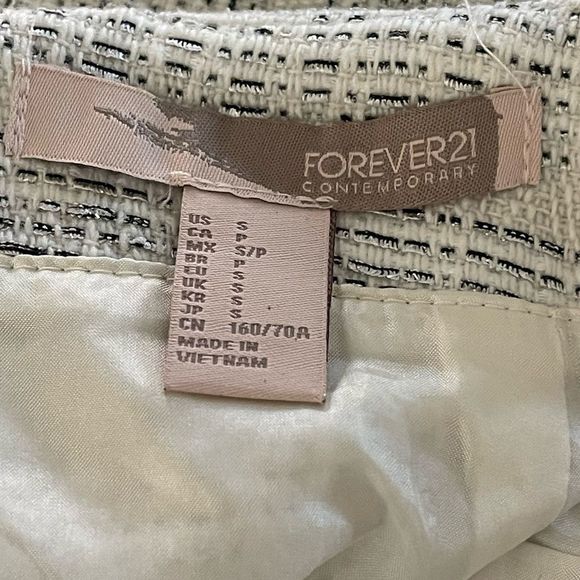 FOREVER21
CONTEMPORARY
US S
CA P
MX S/P
BR P
EU S
UK S
KR S
JP S
CN 160/70A
MADE IN
VIETNAM